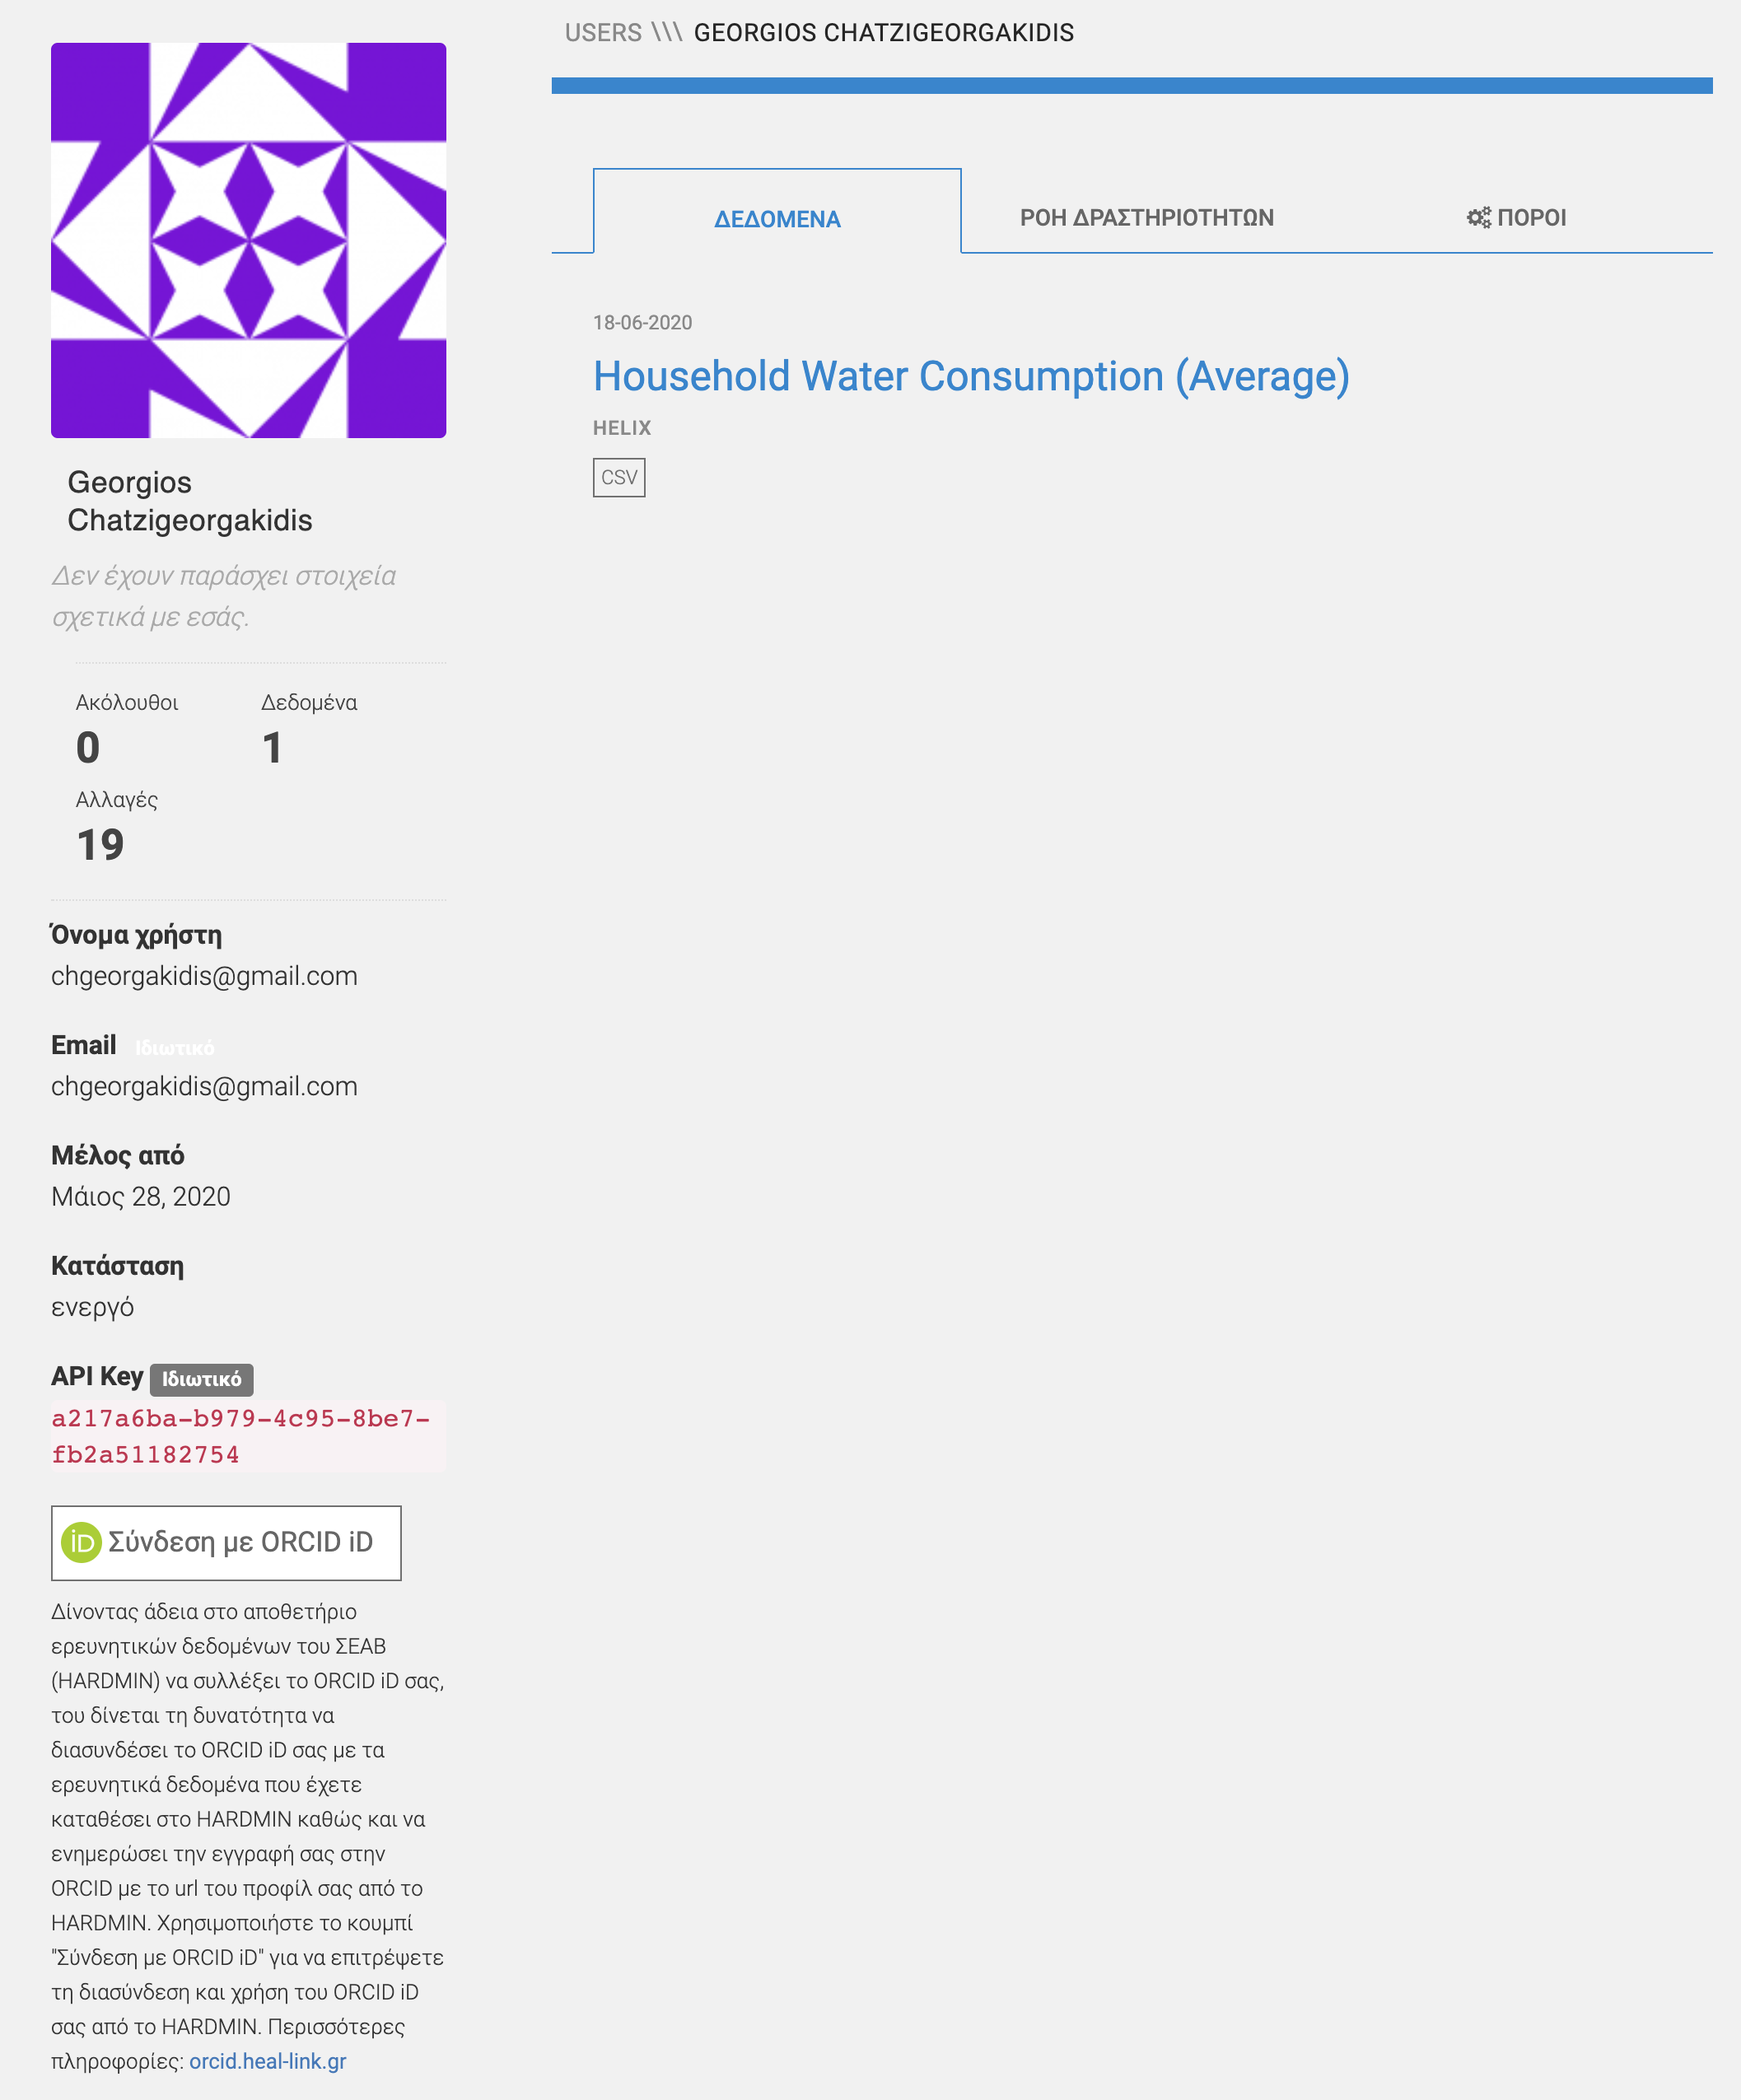 USERS \\\ GEORGIOS CHATZIGEORGAKIDIS
ΔΕΔΟΜΕΝΑ
ΡΟΗ ΔΡΑΣΤΗΡΙΟΤΗΤΩΝ
ΠΟΡΟΙ
18-06-2020
Household Water Consumption (Average)
HELIX
CSV
Georgios
Chatzigeorgakidis
Δεν έχουν παράσχει στοιχεία
σχετικά με εσάς.
Ακόλουθοι
0
Δεδομένα
1
Αλλαγές
19
Όνομα χρήστη
chgeorgakidis@gmail.com
Email Ιδιωτικό
chgeorgakidis@gmail.com
Μέλος από
Μάιος 28, 2020
Κατάσταση
ενεργό
API Key Ιδιωτικό
a217a6ba-b979-4c95-8be7-
fb2a51182754
iD Σύνδεση με ORCID iD
Δίνοντας άδεια στο αποθετήριο
ερευνητικών δεδομένων του ΣΕΑΒ
(HARDMIN) να συλλέξει το ORCID iD σας,
του δίνεται τη δυνατότητα να
διασυνδέσει το ORCID iD σας με τα
ερευνητικά δεδομένα που έχετε
καταθέσει στο HARDMIN καθώς και να
ενημερώσει την εγγραφή σας στην
ORCID με το url του προφίλ σας από το
HARDMIN. Χρησιμοποιήστε το κουμπί
"Σύνδεση με ORCID iD" για να επιτρέψετε
τη διασύνδεση και χρήση του ORCID iD
σας από το HARDMIN. Περισσότερες
πληροφορίες: orcid.heal-link.gr